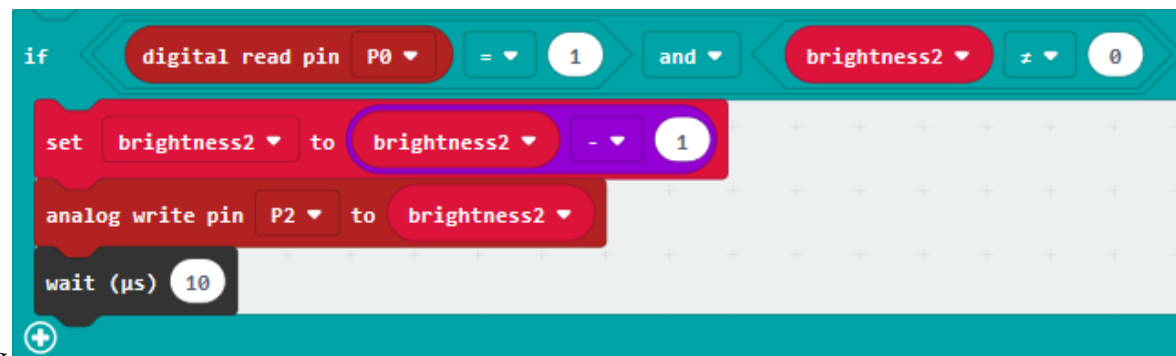 if digital read pin P0 = 1 and brightness2 ≠ 0
set brightness2 to brightness2 - 1
analog write pin P2 to brightness2
wait (µs) 10